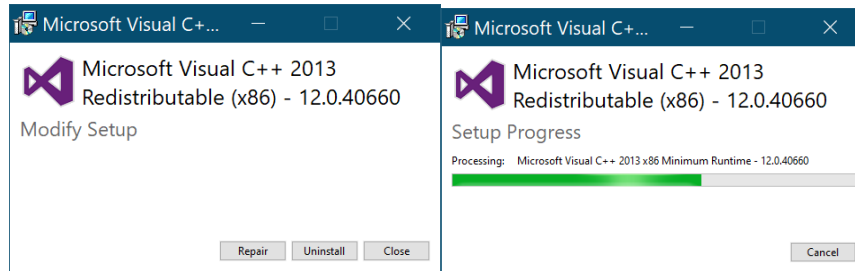 Microsoft Visual C+...
Microsoft Visual C++ 2013
Redistributable (x86) - 12.0.40660
Modify Setup
Repair
Uninstall
Close
Microsoft Visual C+...
Microsoft Visual C++ 2013
Redistributable (x86) - 12.0.40660
Setup Progress
Processing: Microsoft Visual C++ 2013 x86 Minimum Runtime - 12.0.40660
Cancel